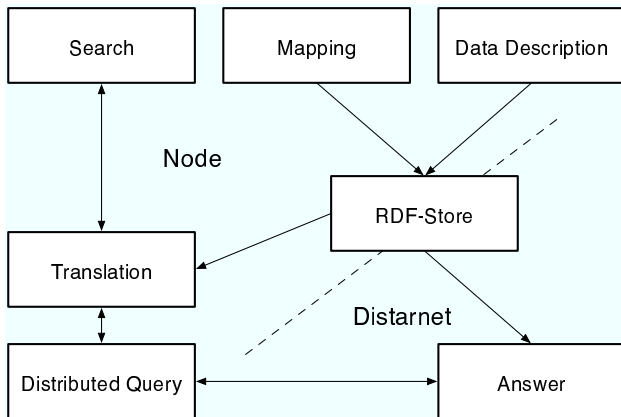 Search
Mapping
Data Description
Node
RDF-Store
Translation
Distarnet
Distributed Query
Answer